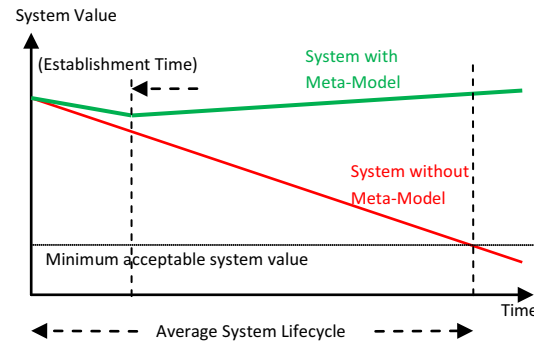 System Value
(Establishment Time)
System with
Meta-Model
System without
Meta-Model
Minimum acceptable system value
Time
Average System Lifecycle